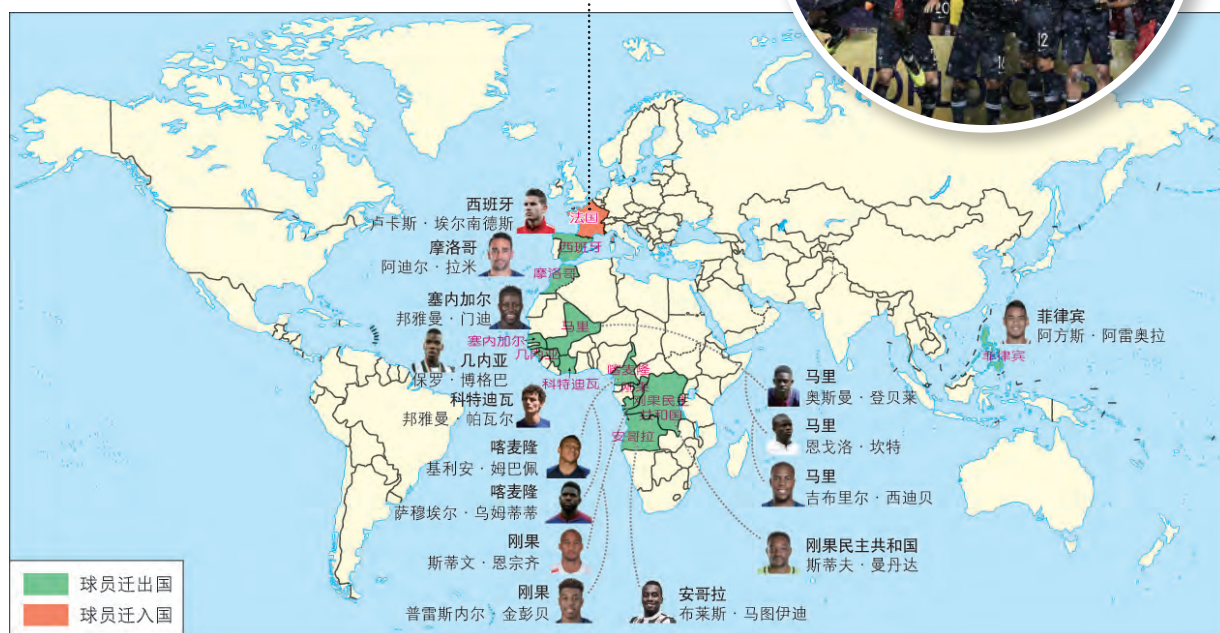 20
12
WORLD CUP
西班牙
卢卡斯·埃尔南德斯
法国
西班牙
摩洛哥
阿迪尔·拉米
摩洛哥
塞内加尔
邦雅曼·门迪
马里
塞内加尔
几内亚
几内亚
保罗·博格巴
科特迪瓦
喀麦隆
刚果
刚果民主
共和国
安哥拉
科特迪瓦
邦雅曼·帕瓦尔
喀麦隆
基利安·姆巴佩
喀麦隆
萨穆埃尔·乌姆蒂蒂
刚果
斯蒂文·恩宗齐
刚果
普雷斯内尔·金彭贝
安哥拉
布莱斯·马图伊迪
菲律宾
阿方斯·阿雷奥拉
菲律宾
马里
奥斯曼·登贝莱
马里
恩戈洛·坎特
马里
吉布里尔·西迪贝
刚果民主共和国
斯蒂夫·曼丹达
球员迁出国
球员迁入国